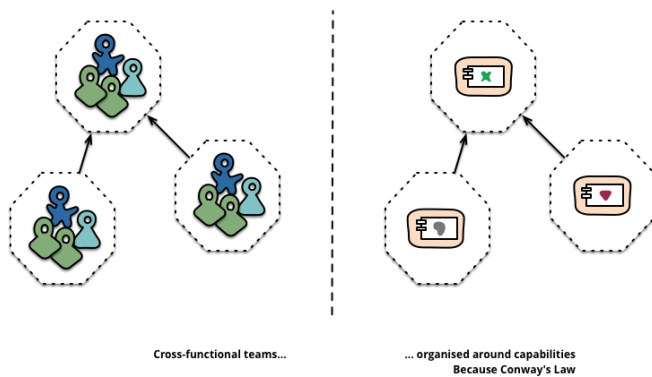 Cross-functional teams...
... organised around capabilities
Because Conway's Law